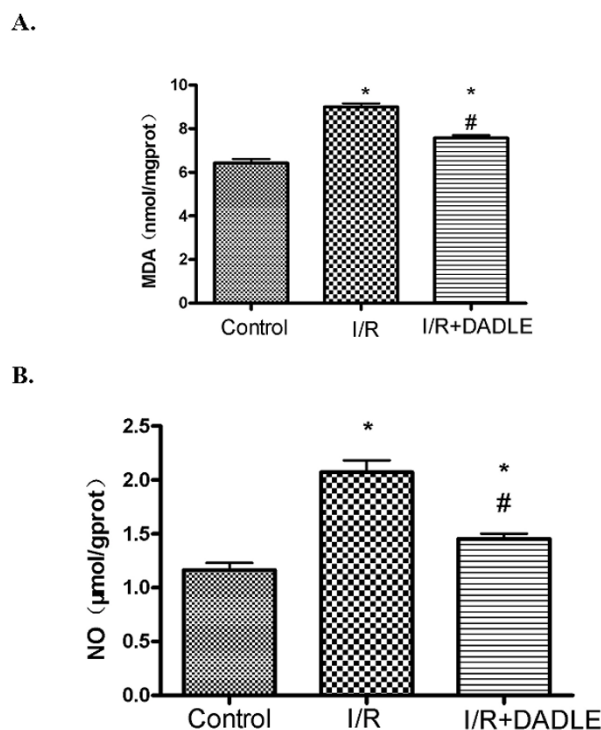 A.
10
*
*
#
8
6
4
2
0
MDA（nmol/mgprot)
Control
I/R
I/R+DADLE
B.
2.5
*
*
#
2.0
1.5
1.0
0.5
0.0
NO（μmol/gprot)
Control
I/R
I/R+DADLE